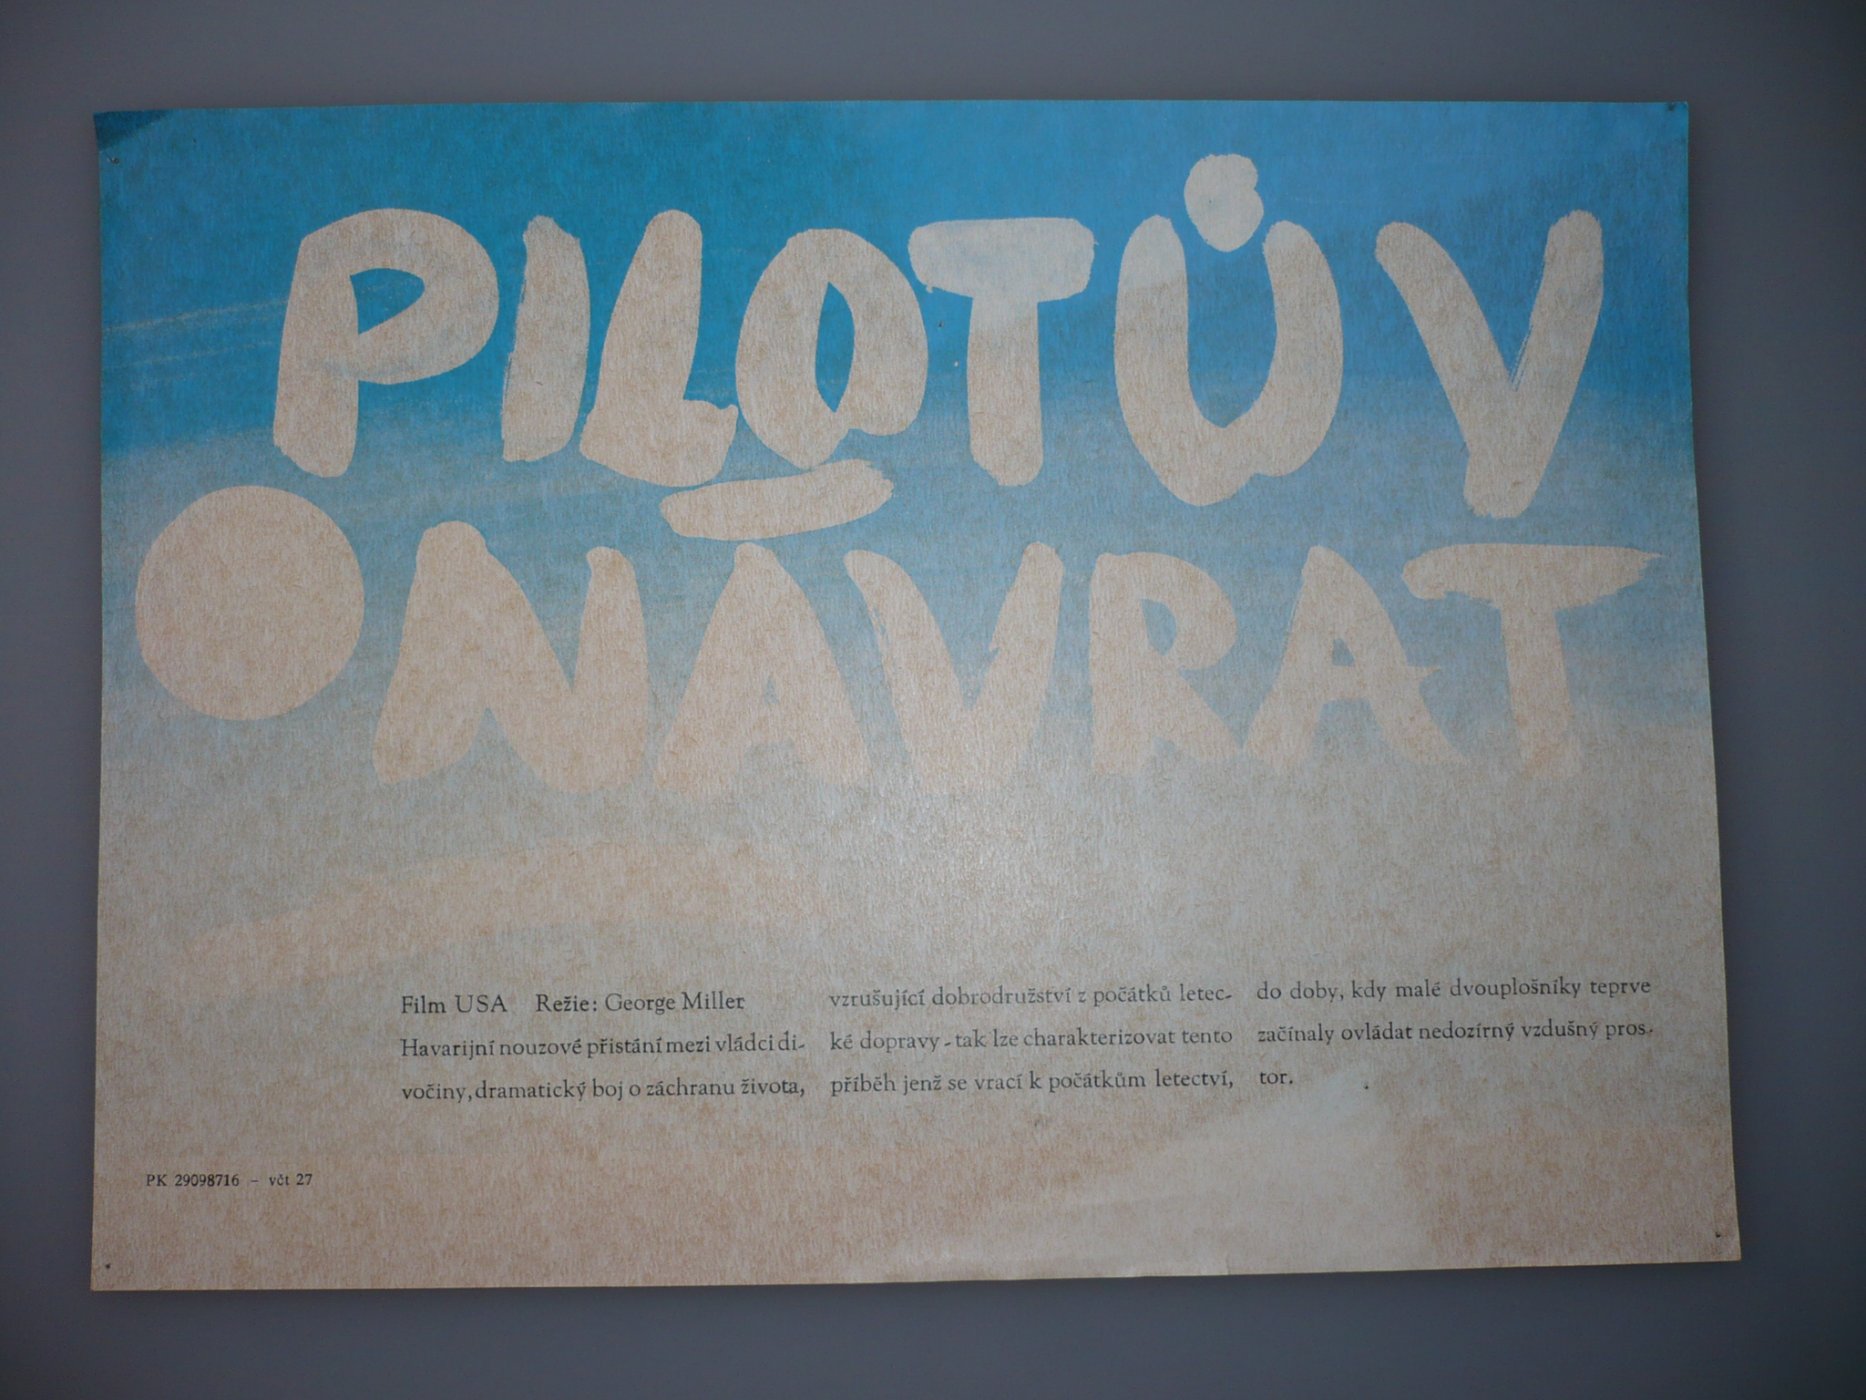 PILOTŮV
NÁVRAT
Film USA Režie: George Miller
Havarijní nouzové přistání mezi vládci di-
vočiny, dramatický boj o záchranu života,
vzrušující dobrodružství z počátků letec-
ké dopravy - tak lze charakterizovat tento
příběh jenž se vrací k počátkům letectví,
do doby, kdy malé dvouplošníky teprve
začínaly ovládat nedozírný vzdušný pros-
tor.
PK 29098716 – včt 27